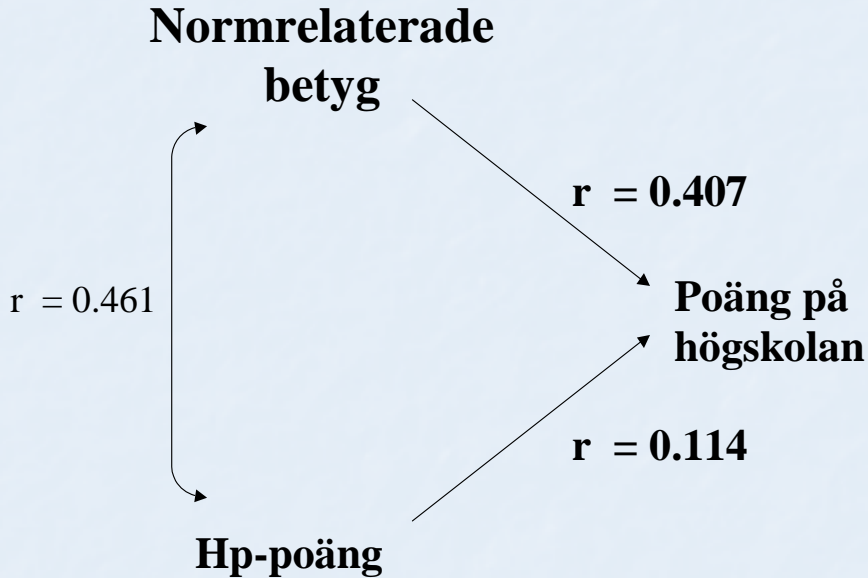 Normrelaterade
betyg
r = 0.407
r = 0.461
Poäng på
högskolan
r = 0.114
Hp-poäng